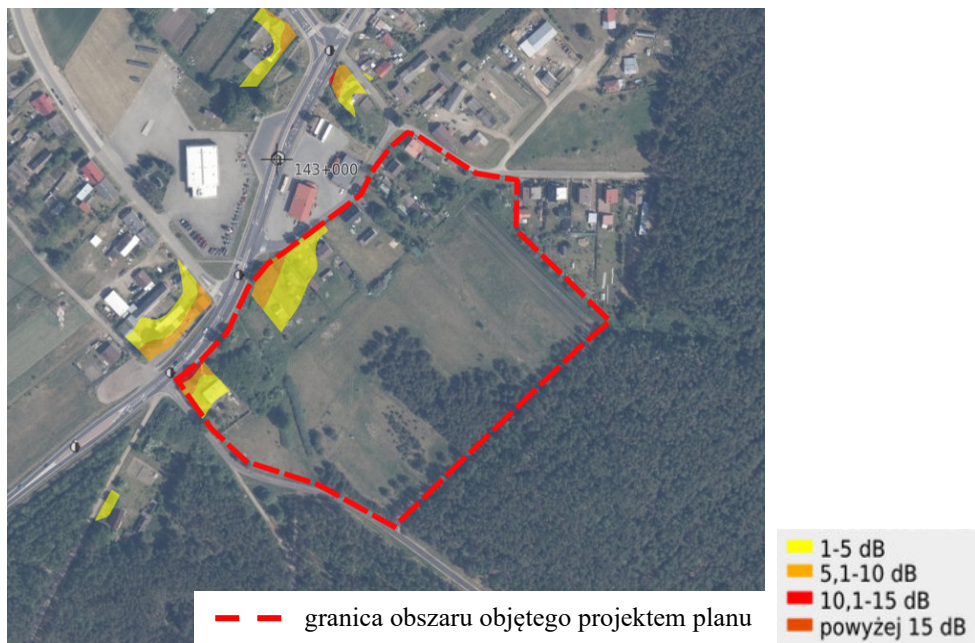 143+000
granica obszaru objętego projektem planu
1-5 dB
5,1-10 dB
10,1-15 dB
powyżej 15 dB